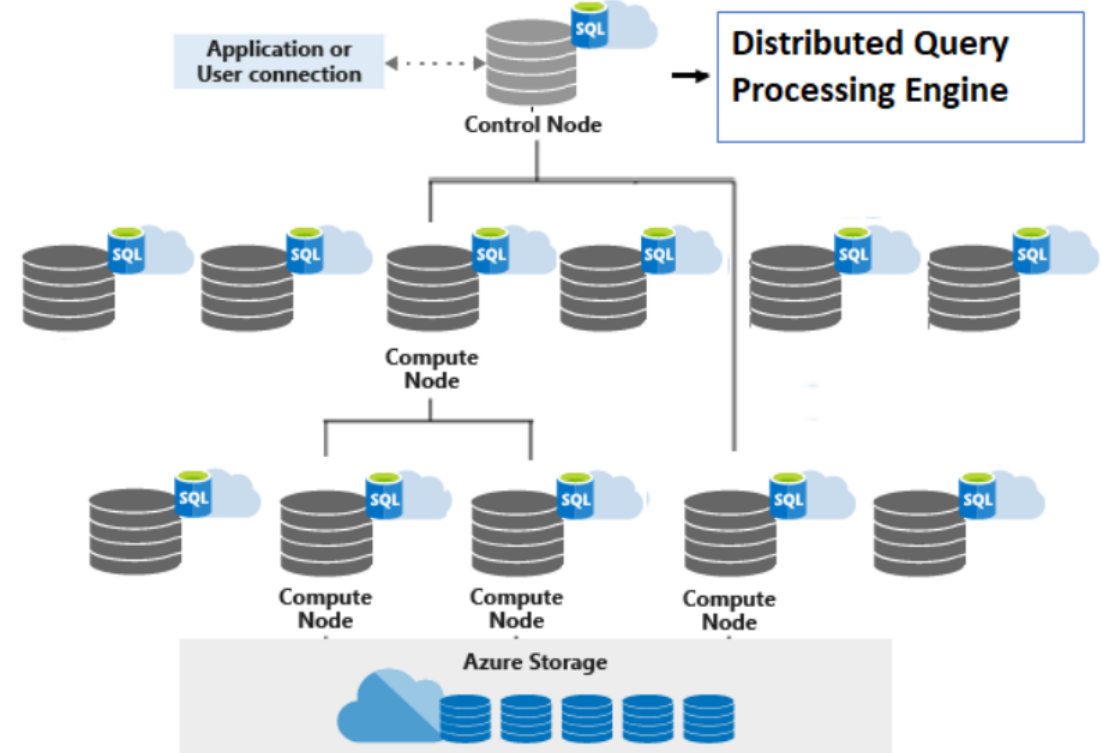 SQL
Application or
User connection
Distributed Query
Processing Engine
Control Node
SQL
SQL
SQL
SQL
SQL
SQL
Compute
Node
SQL
SQL
SQL
SQL
SQL
Compute
Node
Compute
Node
Compute
Node
Azure Storage